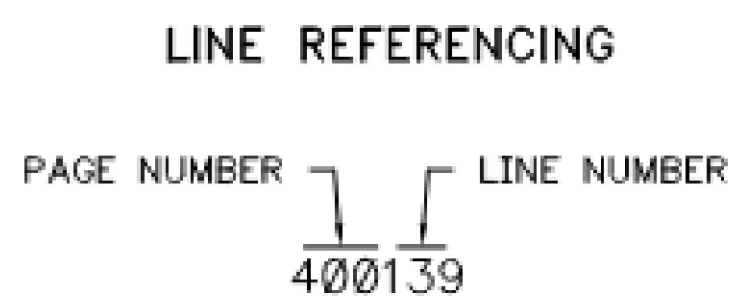 LINE REFERENCING
PAGE NUMBER LINE NUMBER
400139